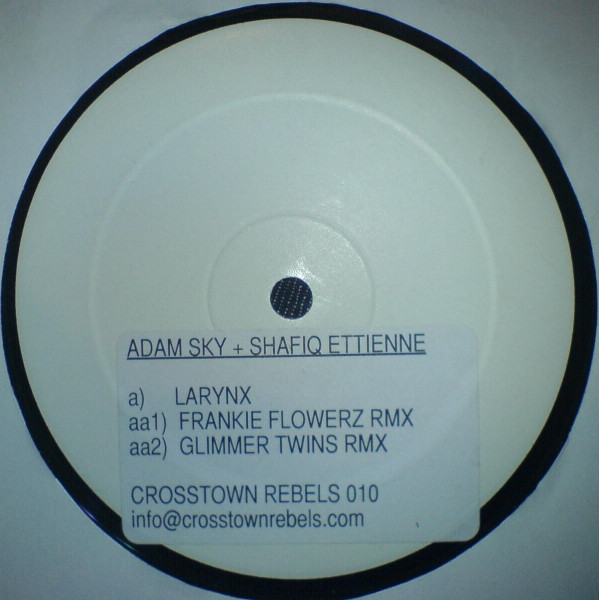 ADAM SKY + SHAFIQ ETTIENNE
a) LARYNX
aa1) FRANKIE FLOWERZ RMX
aa2) GLIMMER TWINS RMX
CROSSTOWN REBELS 010
info@crosstownrebels.com